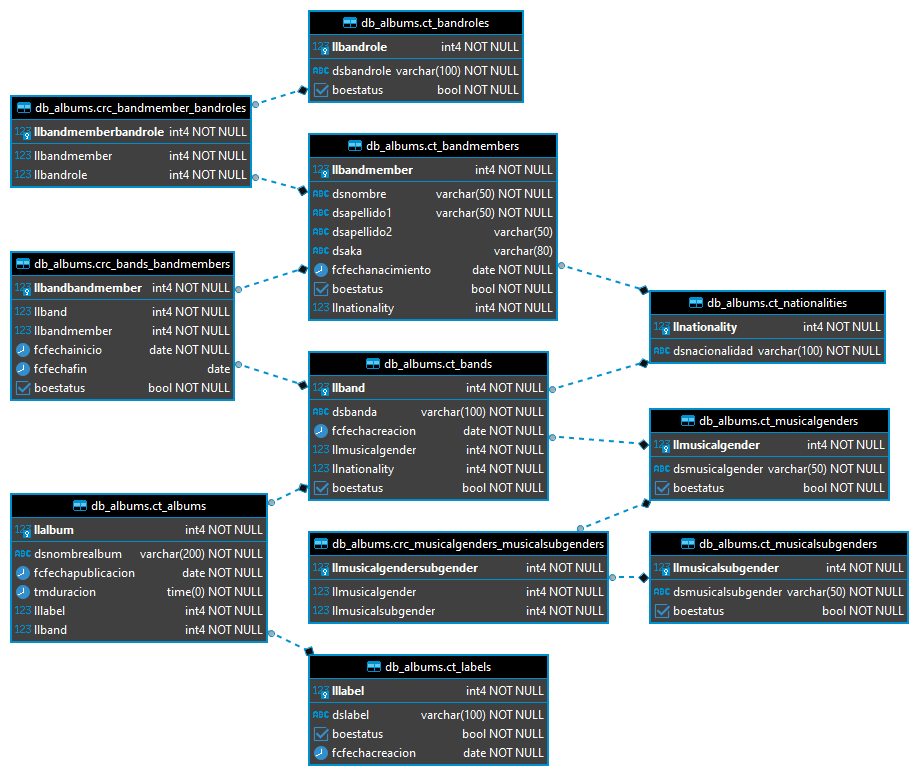 db_albums.ct_bandroles
123 llbandrole int4 NOT NULL
ABC dsbandrole varchar(100) NOT NULL
boestatus bool NOT NULL
db_albums.crc_bandmember_bandroles
123 llbandmemberbandrole int4 NOT NULL
123 llbandmember int4 NOT NULL
123 llbandrole int4 NOT NULL
db_albums.ct_bandmembers
123 llbandmember int4 NOT NULL
ABC dsnombre varchar(50) NOT NULL
ABC dsapellido1 varchar(50) NOT NULL
ABC dsapellido2 varchar(50)
ABC dsaka varchar(80)
fcfechanacimiento date NOT NULL
boestatus bool NOT NULL
123 llnationality int4 NOT NULL
db_albums.crc_bands_bandmembers
123 llbandbandmember int4 NOT NULL
123 llband int4 NOT NULL
123 llbandmember int4 NOT NULL
fcfechainicio date NOT NULL
fcfechafin date
boestatus bool NOT NULL
db_albums.ct_nationalities
123 llnationality int4 NOT NULL
ABC dsnacionalidad varchar(100) NOT NULL
db_albums.ct_bands
123 llband int4 NOT NULL
ABC dsbanda varchar(100) NOT NULL
fcfechacreacion date NOT NULL
123 llmusicalgender int4 NOT NULL
123 llnationality int4 NOT NULL
boestatus bool NOT NULL
db_albums.ct_musicalgenders
123 llmusicalgender int4 NOT NULL
ABC dsmusicalgender varchar(50) NOT NULL
boestatus bool NOT NULL
db_albums.ct_albums
123 llalbum int4 NOT NULL
ABC dsnombrealbum varchar(200) NOT NULL
fcfechapublicacion date NOT NULL
tmduracion time(0) NOT NULL
123 lllabel int4 NOT NULL
123 llband int4 NOT NULL
db_albums.crc_musicalgenders_musicalsubgenders
123 llmusicalgendersubgender int4 NOT NULL
123 llmusicalgender int4 NOT NULL
123 llmusicalsubgender int4 NOT NULL
db_albums.ct_musicalsubgenders
123 llmusicalsubgender int4 NOT NULL
ABC dsmusicalsubgender varchar(50) NOT NULL
boestatus bool NOT NULL
db_albums.ct_labels
123 lllabel int4 NOT NULL
ABC dslabel varchar(100) NOT NULL
boestatus bool NOT NULL
fcfechacreacion date NOT NULL